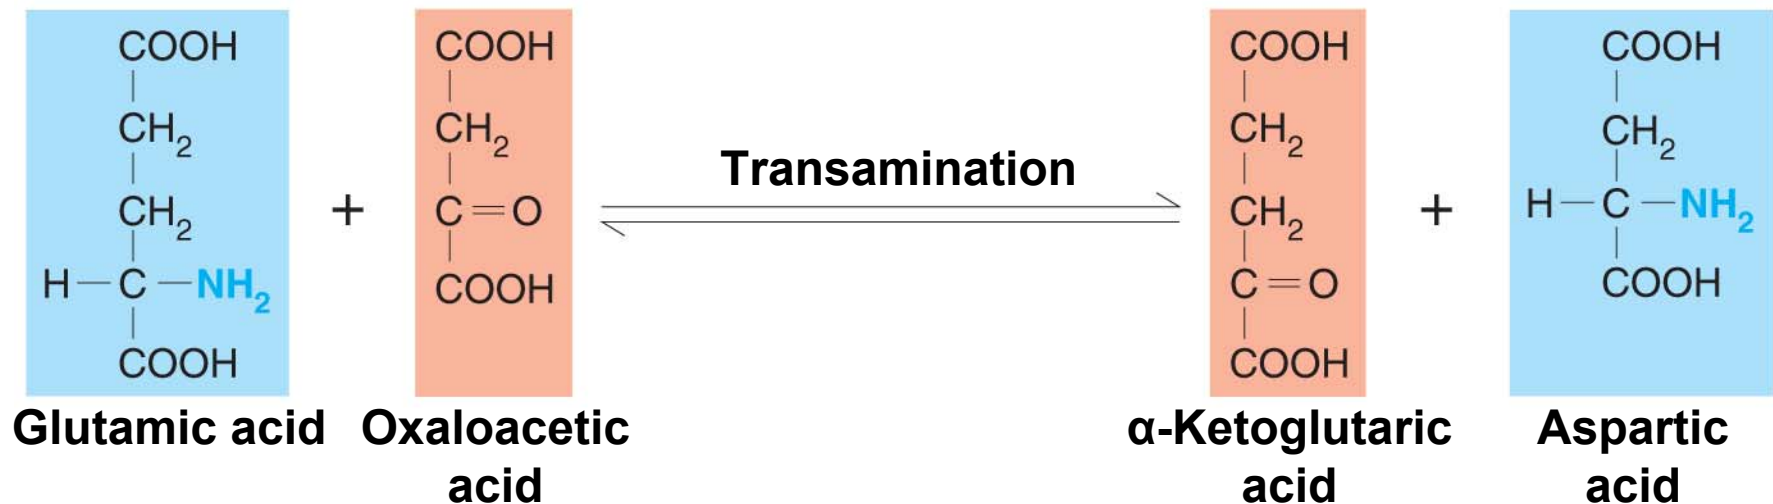 COOH
CH2
CH2
H—C—NH2
COOH
Glutamic acid
+
COOH
CH2
C=O
COOH
Oxaloacetic
acid
Transamination
COOH
CH2
CH2
C=O
COOH
α-Ketoglutaric
acid
+
COOH
CH2
H—C—NH2
COOH
Aspartic
acid